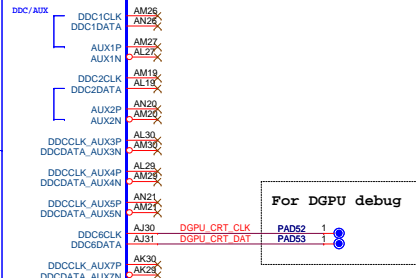 DDC/AUX
DDC1CLK AM26
DDC1DATA AN26
AUX1P AM27
AUX1N AL27
DDC2CLK AM19
DDC2DATA AL19
AUX2P AN20
AUX2N AM20
DDCCLK_AUX3P AL30
DDCDATA_AUX3N AM30
DDCCLK_AUX4P AL29
DDCDATA_AUX4N AM29
DDCCLK_AUX5P AN21
DDCDATA_AUX5N AM21
For DGPU debug
DDC6CLK AJ30 DGPU_CRT_CLK PAD52 1
DDC6DATA AJ31 DGPU_CRT_DAT PAD53 1
DDCCLK_AUX7P AK30
DDCDATA_AUX7N AK29